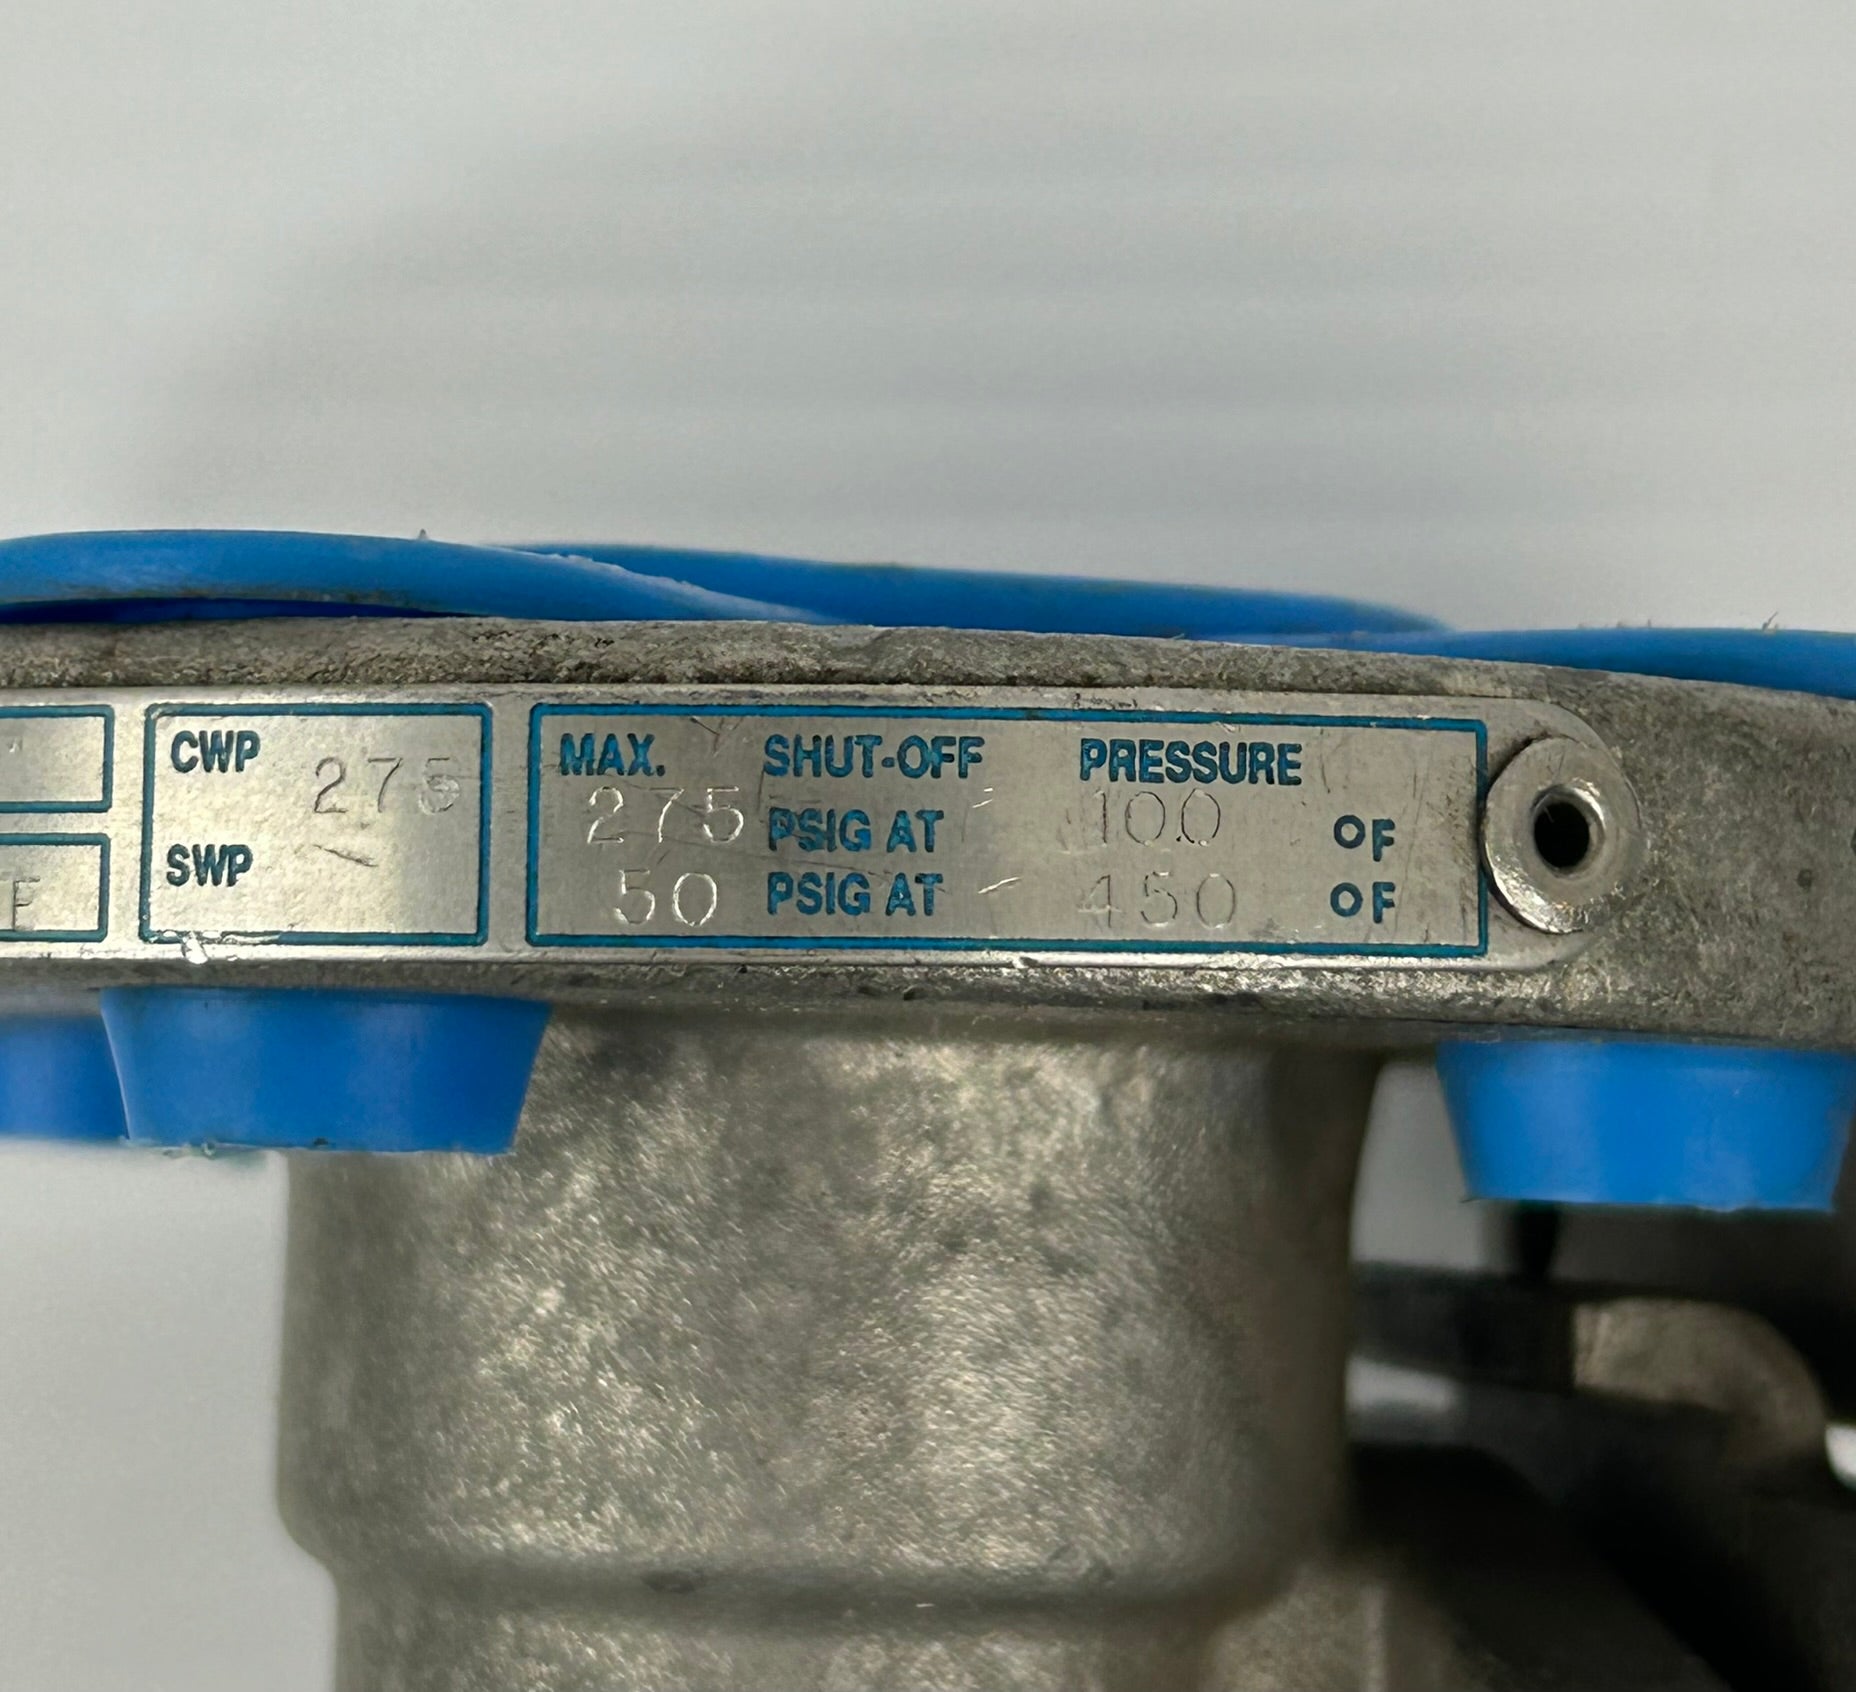 CWP 275
SWP -
MAX. SHUT-OFF PRESSURE
275 PSIG AT - 100 OF
50 PSIG AT - 450 OF